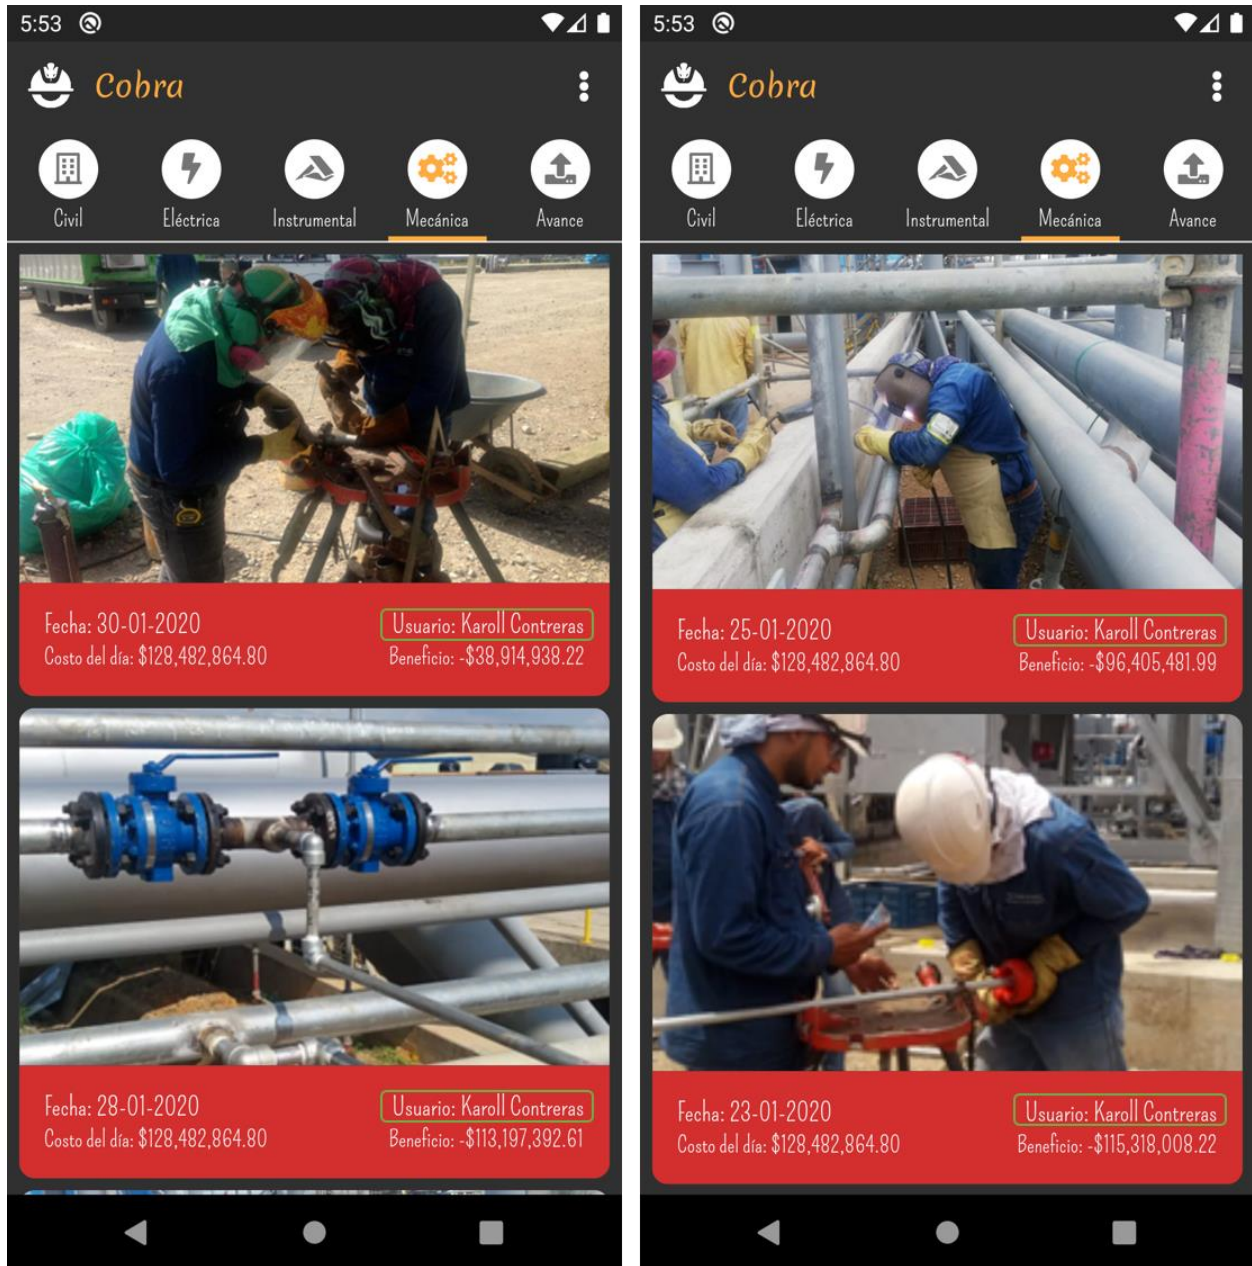 5:53
Cobra
Civil
Eléctrica
Instrumental
Mecánica
Avance
Fecha: 30-01-2020
Usuario: Karoll Contreras
Costo del día: $128,482,864.80
Beneficio: -$38,914,938.22
Fecha: 28-01-2020
Usuario: Karoll Contreras
Costo del día: $128,482,864.80
Beneficio: -$113,197,392.61
5:53
Cobra
Civil
Eléctrica
Instrumental
Mecánica
Avance
Fecha: 25-01-2020
Usuario: Karoll Contreras
Costo del día: $128,482,864.80
Beneficio: -$96,405,481.99
Fecha: 23-01-2020
Usuario: Karoll Contreras
Costo del día: $128,482,864.80
Beneficio: -$115,318,008.22